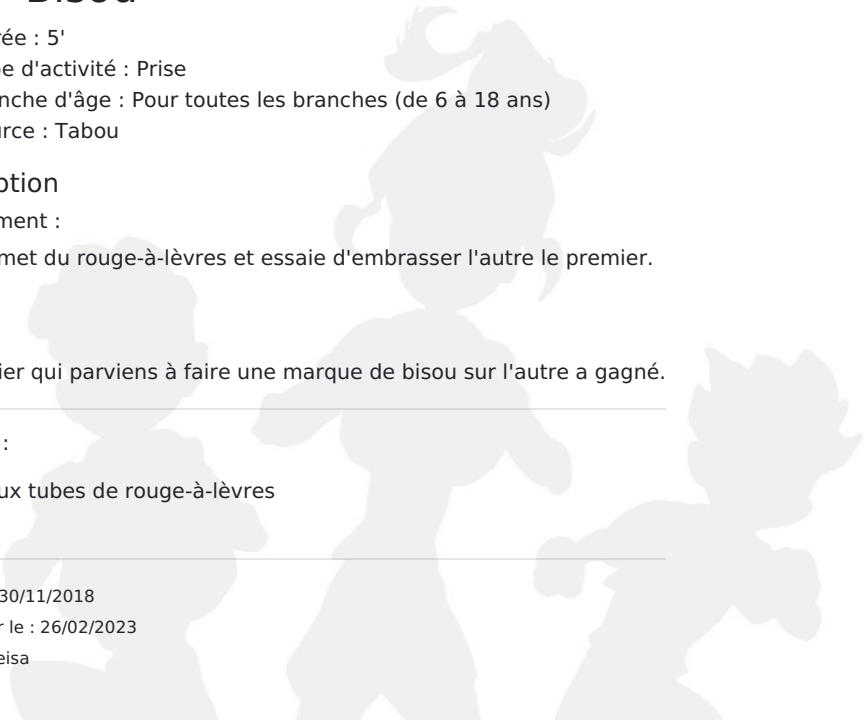 Bisou
rée : 5'
e d'activité : Prise
nche d'âge : Pour toutes les branches (de 6 à 18 ans)
urce : Tabou
ption
ment :
met du rouge-à-lèvres et essaie d'embrasser l'autre le premier.
ier qui parviens à faire une marque de bisou sur l'autre a gagné.
:
ux tubes de rouge-à-lèvres
30/11/2018
r le : 26/02/2023
eisa